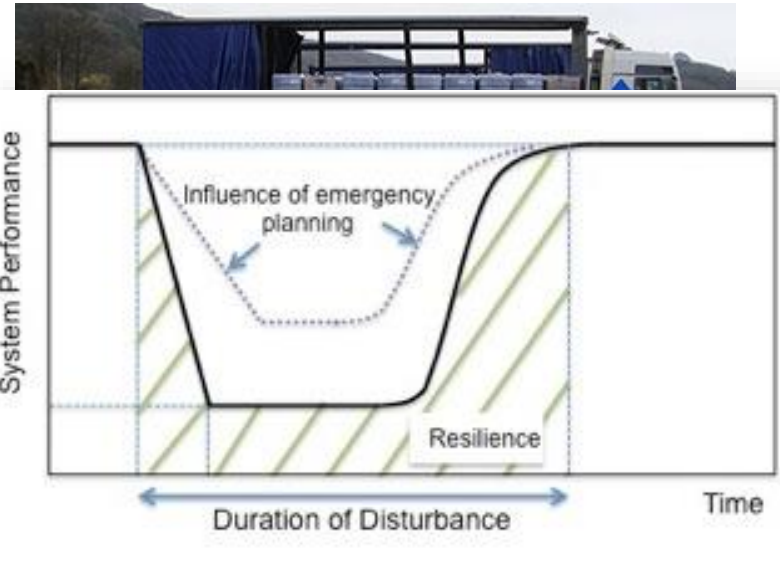 System Performance
Influence of emergency
planning
Resilience
Duration of Disturbance
Time